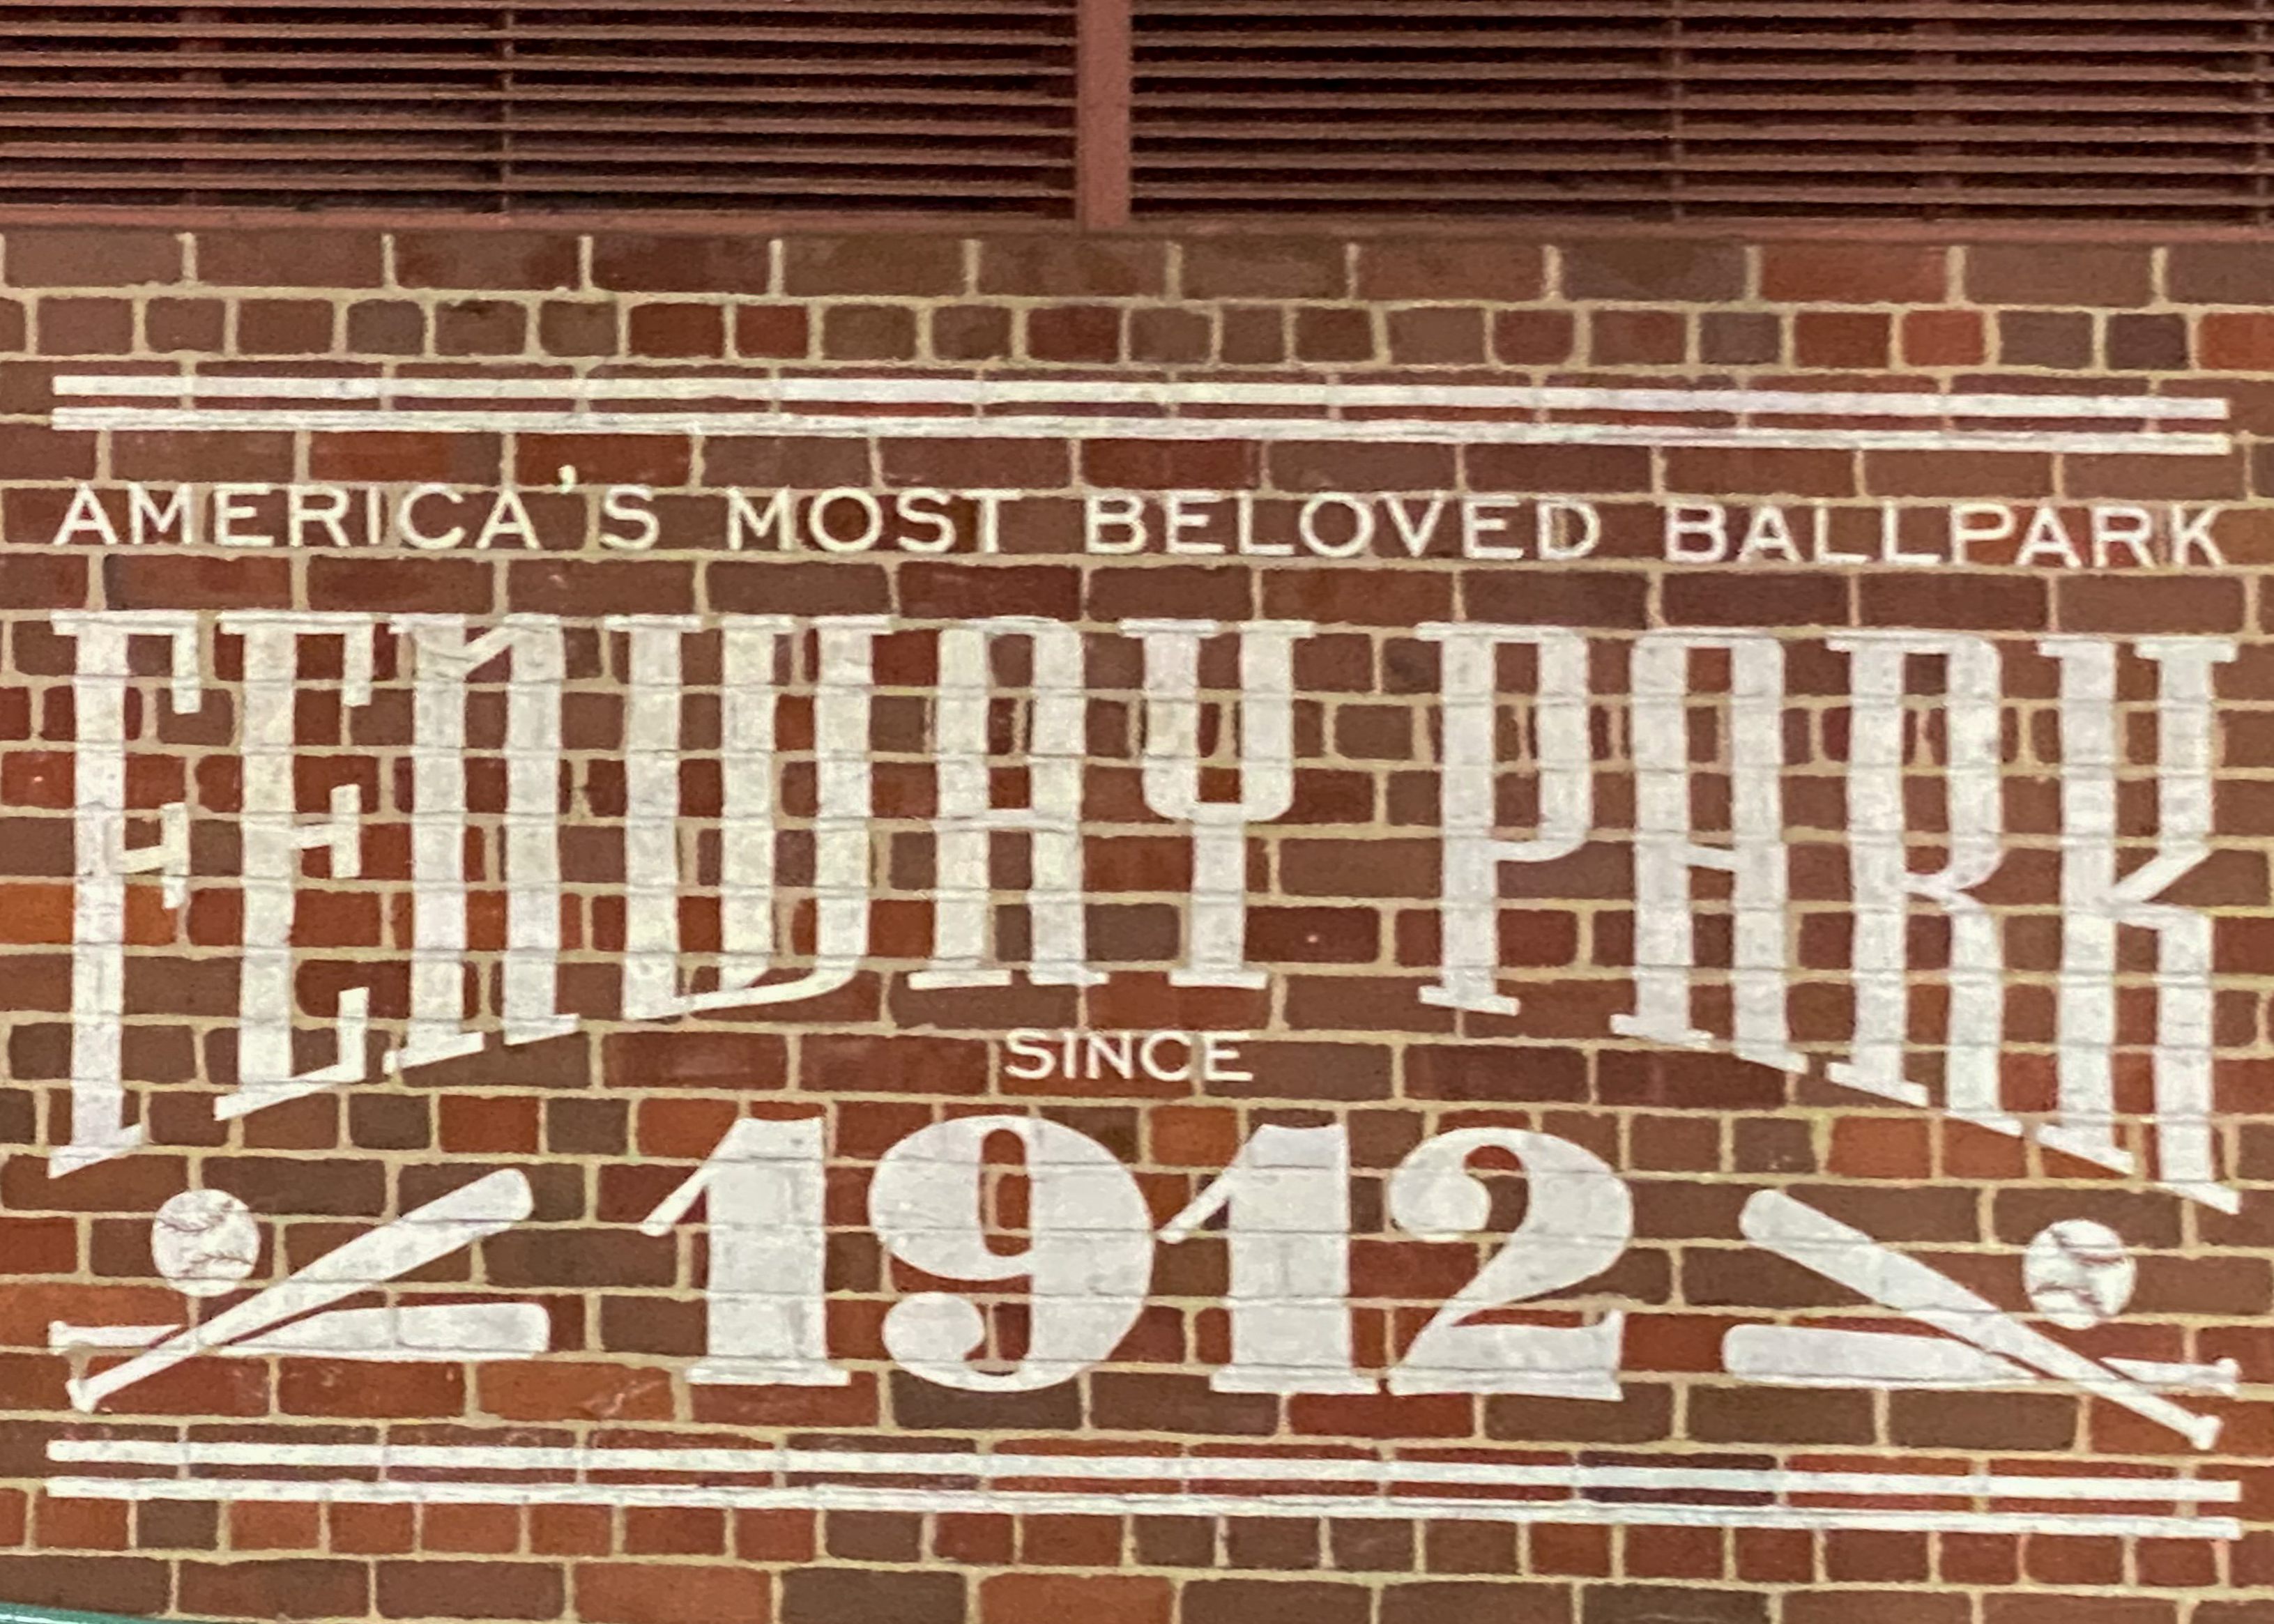 AMERICA'S MOST BELOVED BALLPARK
FENWAY PARK
SINCE
1912